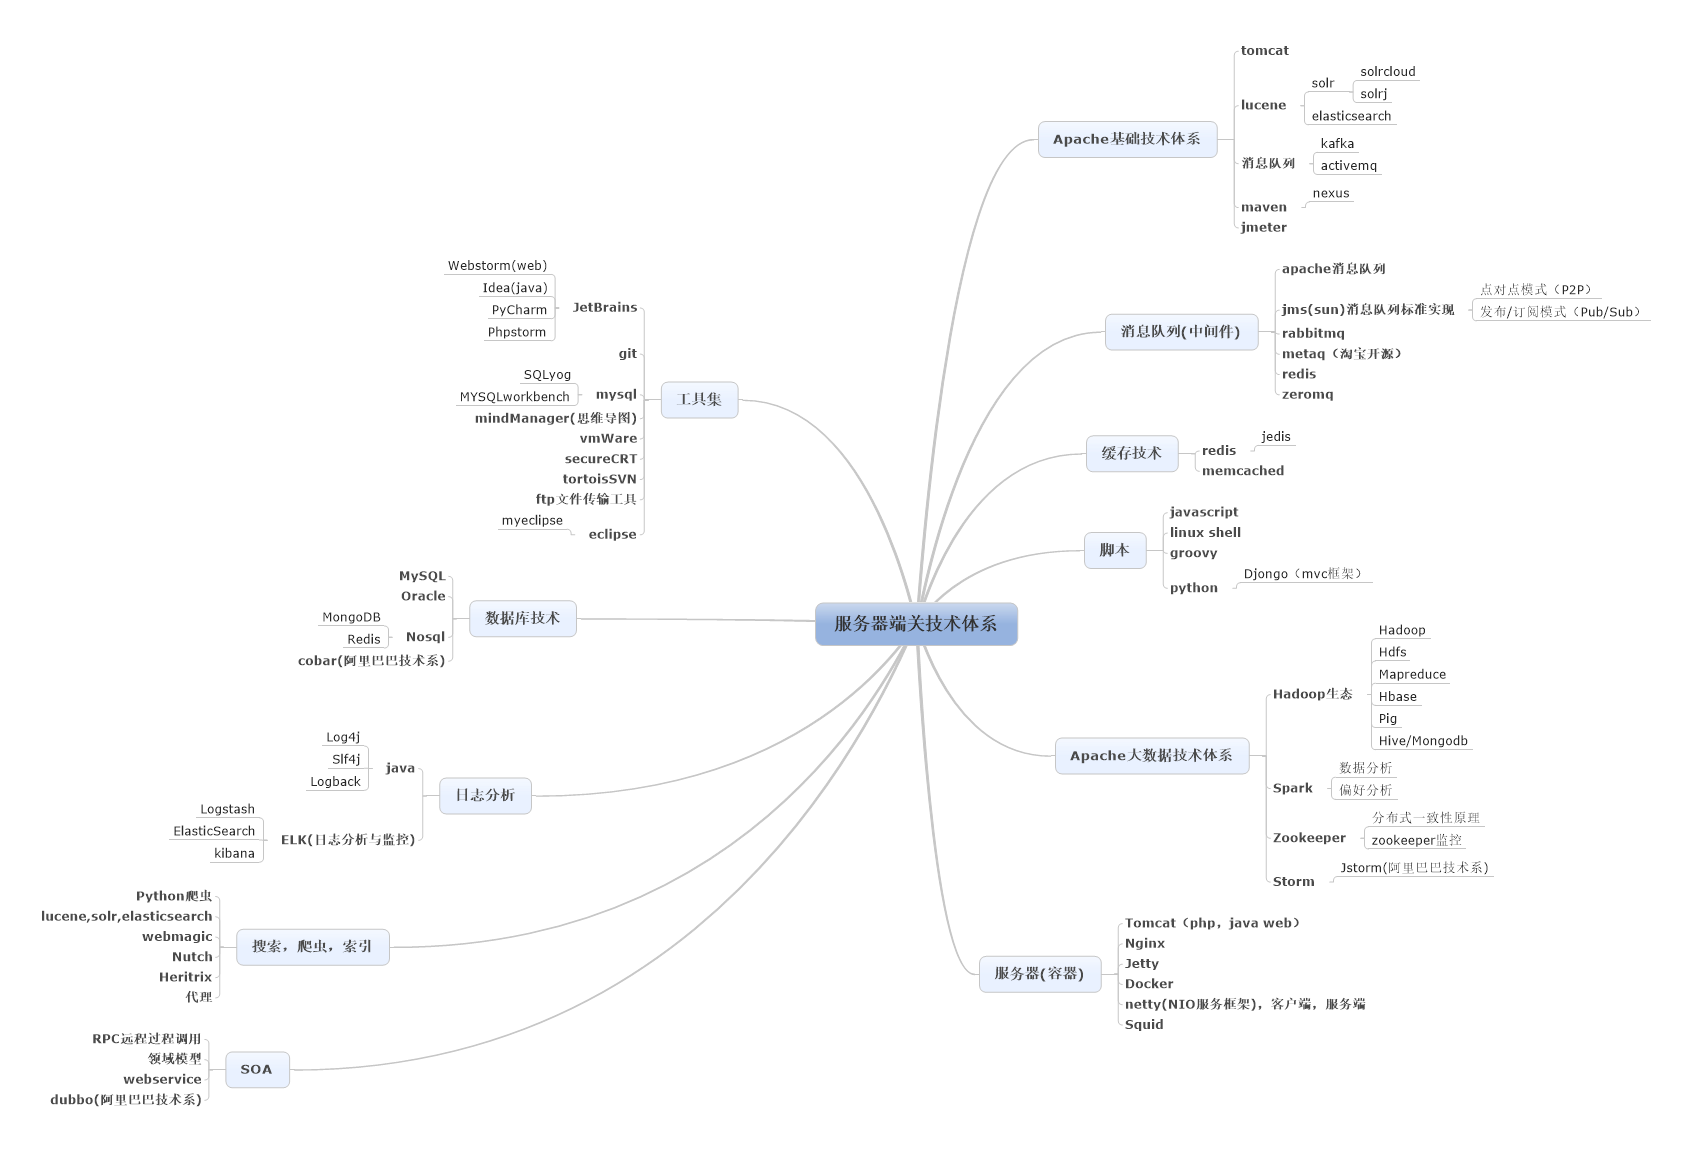 服务器端关技术体系
Apache基础技术体系
tomcat
lucene
solr
solrcloud
solrj
elasticsearch
消息队列
kafka
activemq
maven
nexus
jmeter
消息队列(中间件)
apache消息队列
jms(sun)消息队列标准实现
点对点模式（P2P）
发布/订阅模式（Pub/Sub）
rabbitmq
metaq（淘宝开源）
redis
zeromq
缓存技术
redis
jedis
memcached
脚本
javascript
linux shell
groovy
python
Djongo（mvc框架）
Apache大数据技术体系
Hadoop生态
Hadoop
Hdfs
Mapreduce
Hbase
Pig
Hive/Mongodb
Spark
数据分析
偏好分析
Zookeeper
分布式一致性原理
zookeeper监控
Storm
Jstorm(阿里巴巴技术系)
服务器(容器)
Tomcat（php，java web）
Nginx
Jetty
Docker
netty(NIO服务框架)，客户端，服务端
Squid
工具集
JetBrains
Webstorm(web)
Idea(java)
PyCharm
Phpstorm
git
mysql
SQLyog
MYSQLworkbench
mindManager(思维导图)
vmWare
secureCRT
tortoisSVN
ftp文件传输工具
eclipse
myeclipse
数据库技术
MySQL
Oracle
Nosql
MongoDB
Redis
cobar(阿里巴巴技术系)
日志分析
java
Log4j
Slf4j
Logback
ELK(日志分析与监控)
Logstash
ElasticSearch
kibana
搜索，爬虫，索引
Python爬虫
lucene,solr,elasticsearch
webmagic
Nutch
Heritrix
代理
SOA
RPC远程过程调用
领域模型
webservice
dubbo(阿里巴巴技术系)